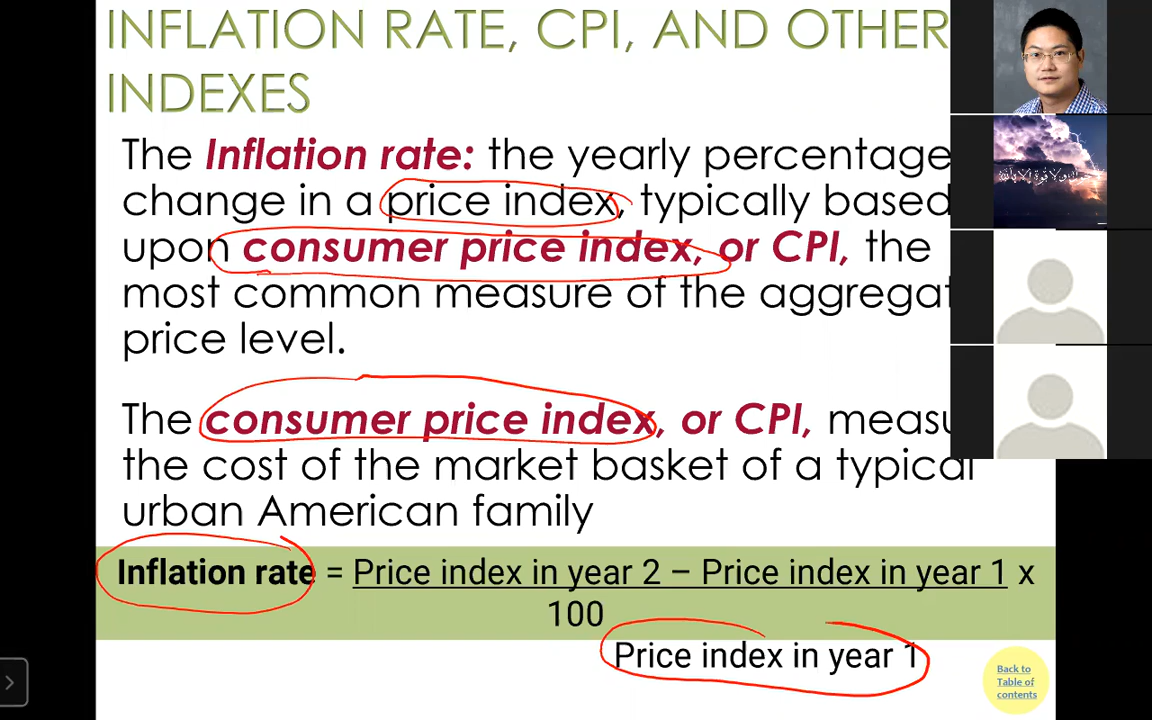 INFLATION RATE, CPI, AND OTHER
INDEXES
The Inflation rate: the yearly percentage
change in a price index, typically based
upon consumer price index, or CPI, the
most common measure of the
price level.
The consumer price index, or CPI,
the cost of the market basket of a typical
urban American family
Inflation rate = Price index in year 2 – Price index in year 1 x
100
Price index in year 1
Back to
Table of
contents